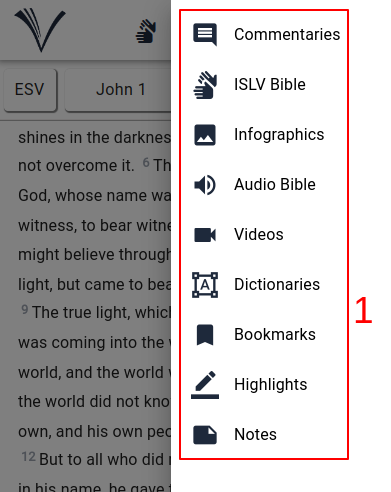 Commentaries
ISLV Bible
Infographics
Audio Bible
Videos
Dictionaries
Bookmarks
Highlights
Notes
1
ESV
John 1
shines in the darkness
not overcome it. 6 Th
God, whose name wa
witness, to bear witne
might believe through
light, but came to bea
9 The true light, whic
was coming into the
world, and the world
the world did not kno
own, and his own peo
12 But to all who did
in his name, he gave